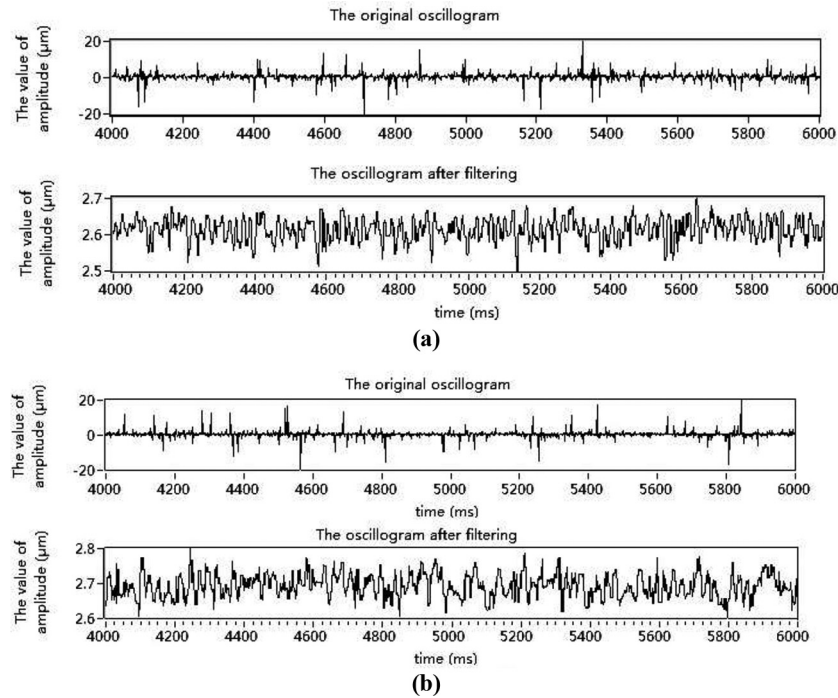 The original oscillogram
The value of
amplitude (μm)
20
0
-20
4000 4200 4400 4600 4800 5000 5200 5400 5600 5800 6000
The oscillogram after filtering
The value of
amplitude (μm)
2.7
2.6
2.5
4000 4200 4400 4600 4800 5000 5200 5400 5600 5800 6000
time (ms)
(a)
The original oscillogram
The value of
amplitude (μm)
20
0
-20
4000 4200 4400 4600 4800 5000 5200 5400 5600 5800 6000
time (ms)
The oscillogram after filtering
The value of
amplitude (μm)
2.8
2.7
2.6
4000 4200 4400 4600 4800 5000 5200 5400 5600 5800 6000
time (ms)
(b)